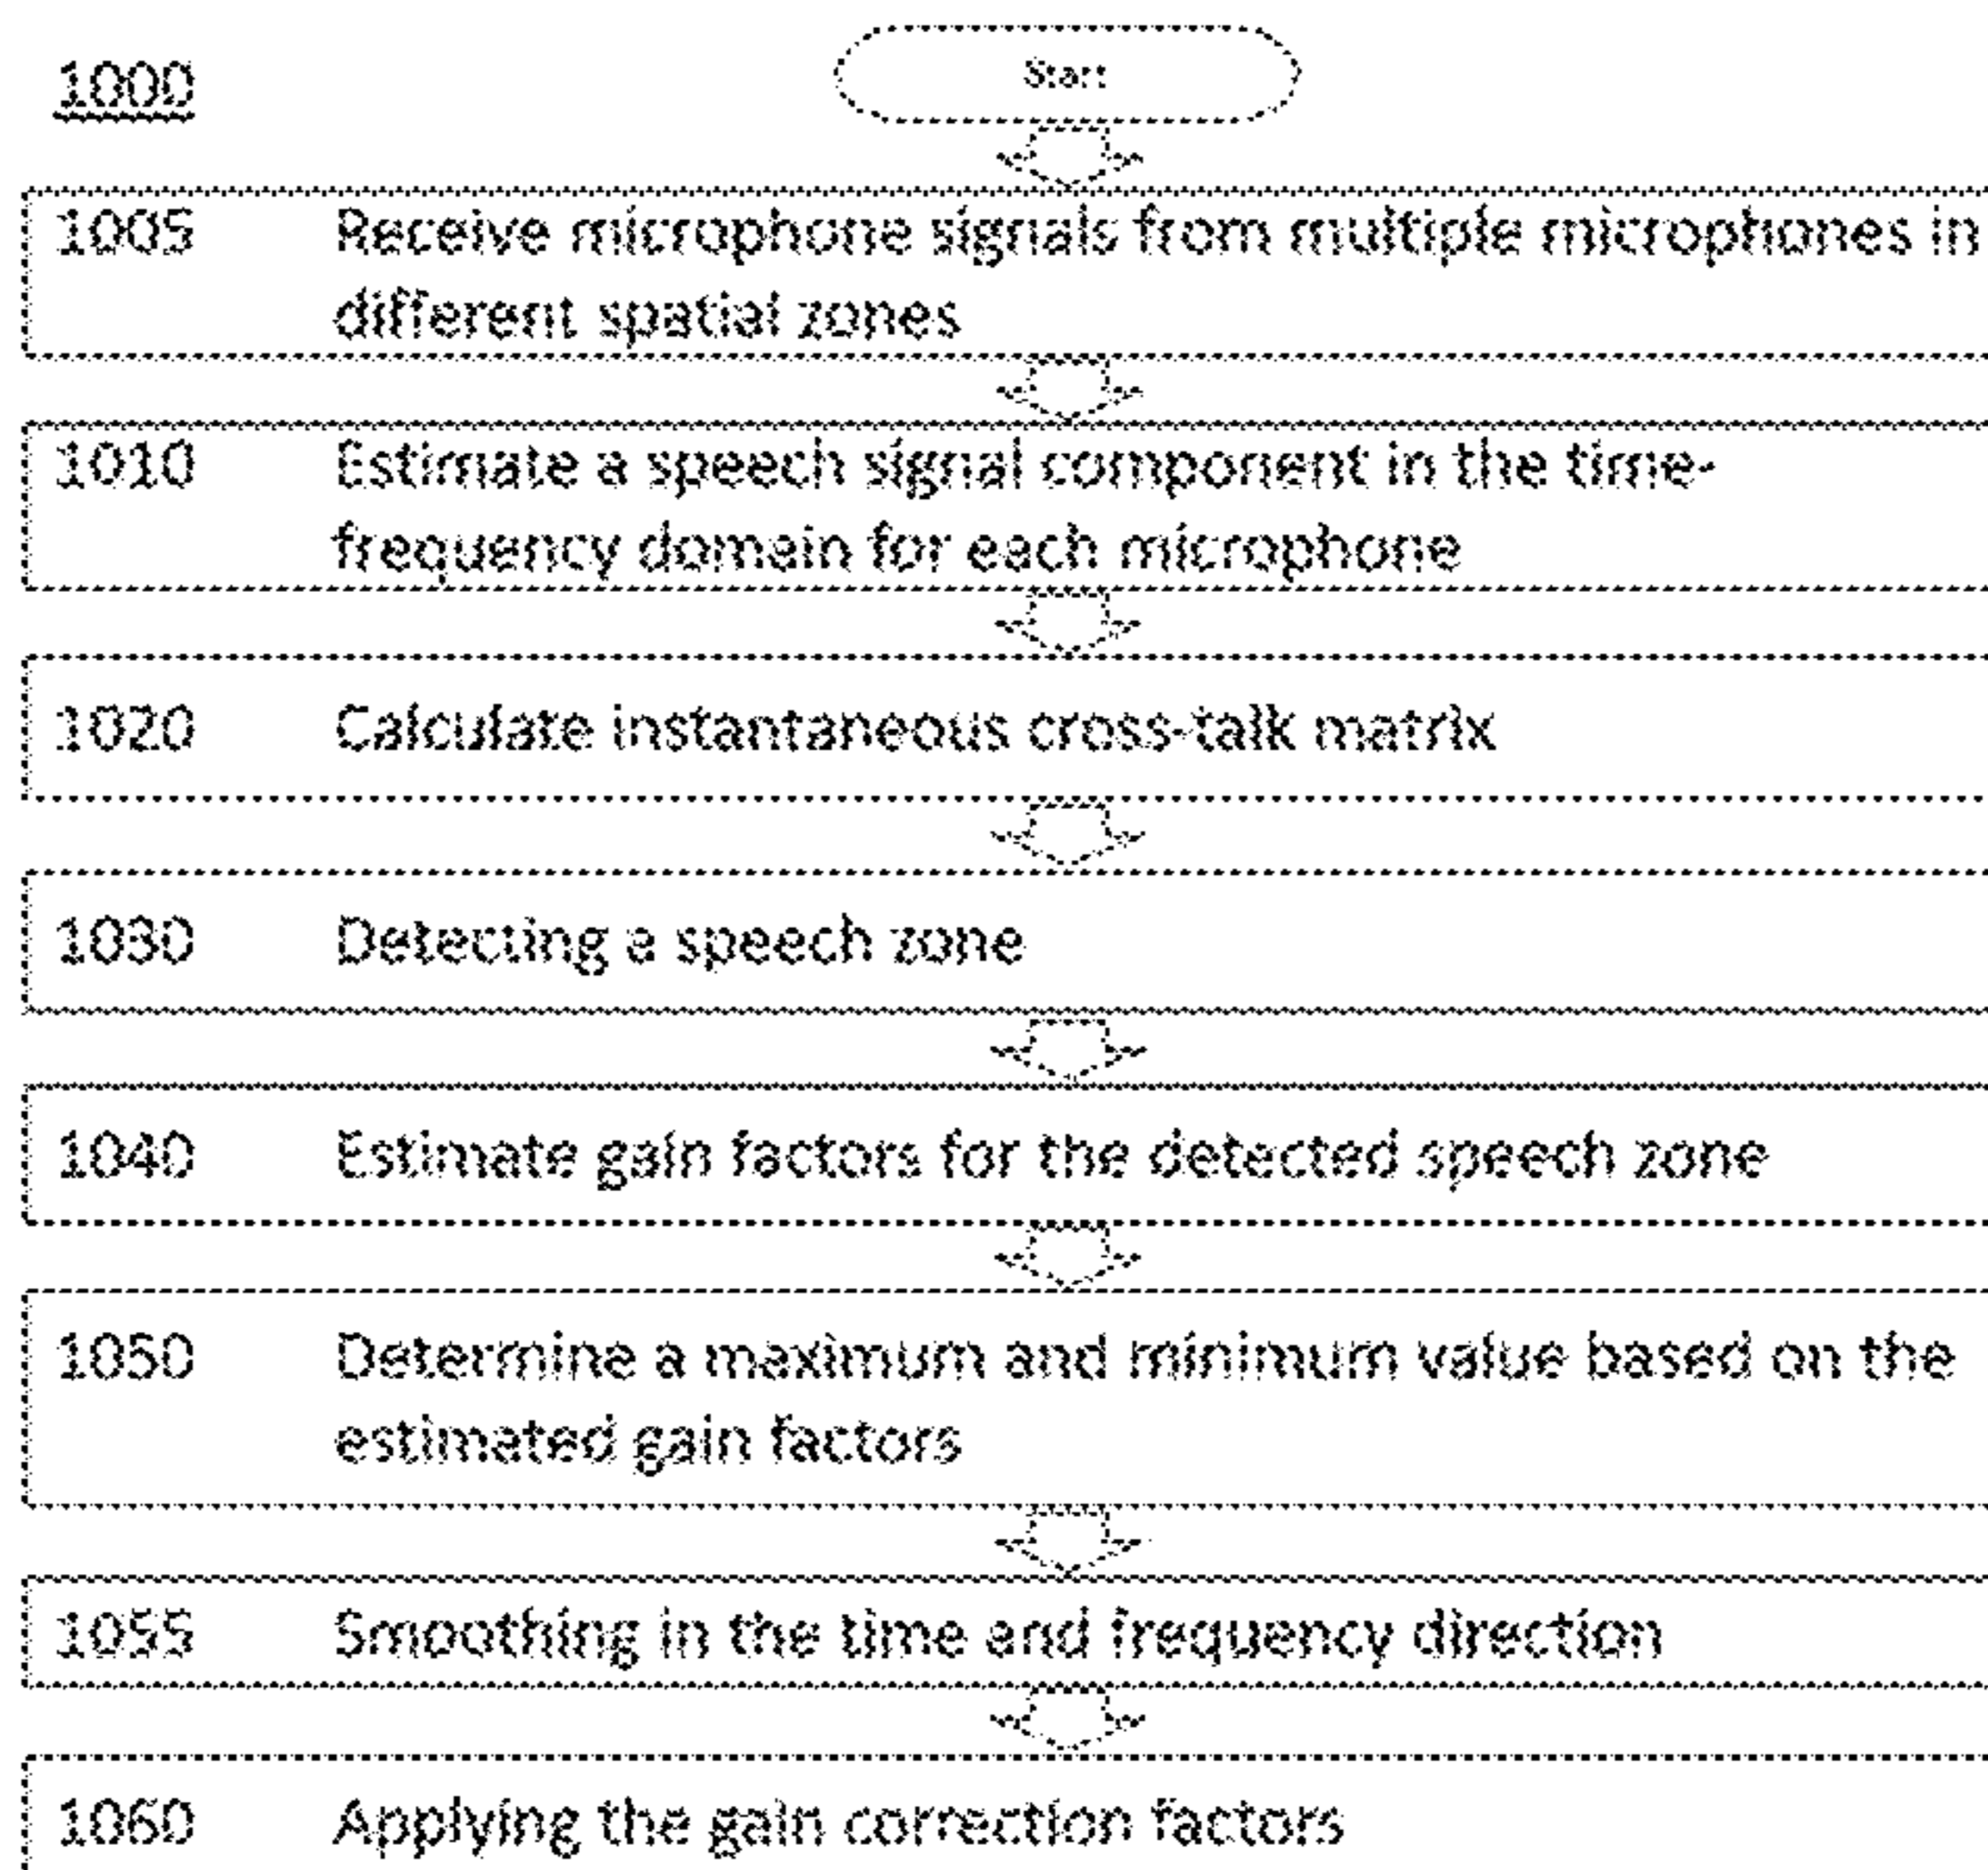 1000
Start
1005 Receive microphone signals from multiple microphones in
different spatial zones
1010 Estimate a speech signal component in the time-
frequency domain for each microphone
1020 Calculate instantaneous cross-talk matrix
1030 Detecting a speech zone
1040 Estimate gain factors for the detected speech zone
1050 Determine a maximum and minimum value based on the
estimated gain factors
1055 Smoothing in the time and frequency direction
1060 Applying the gain correction factors